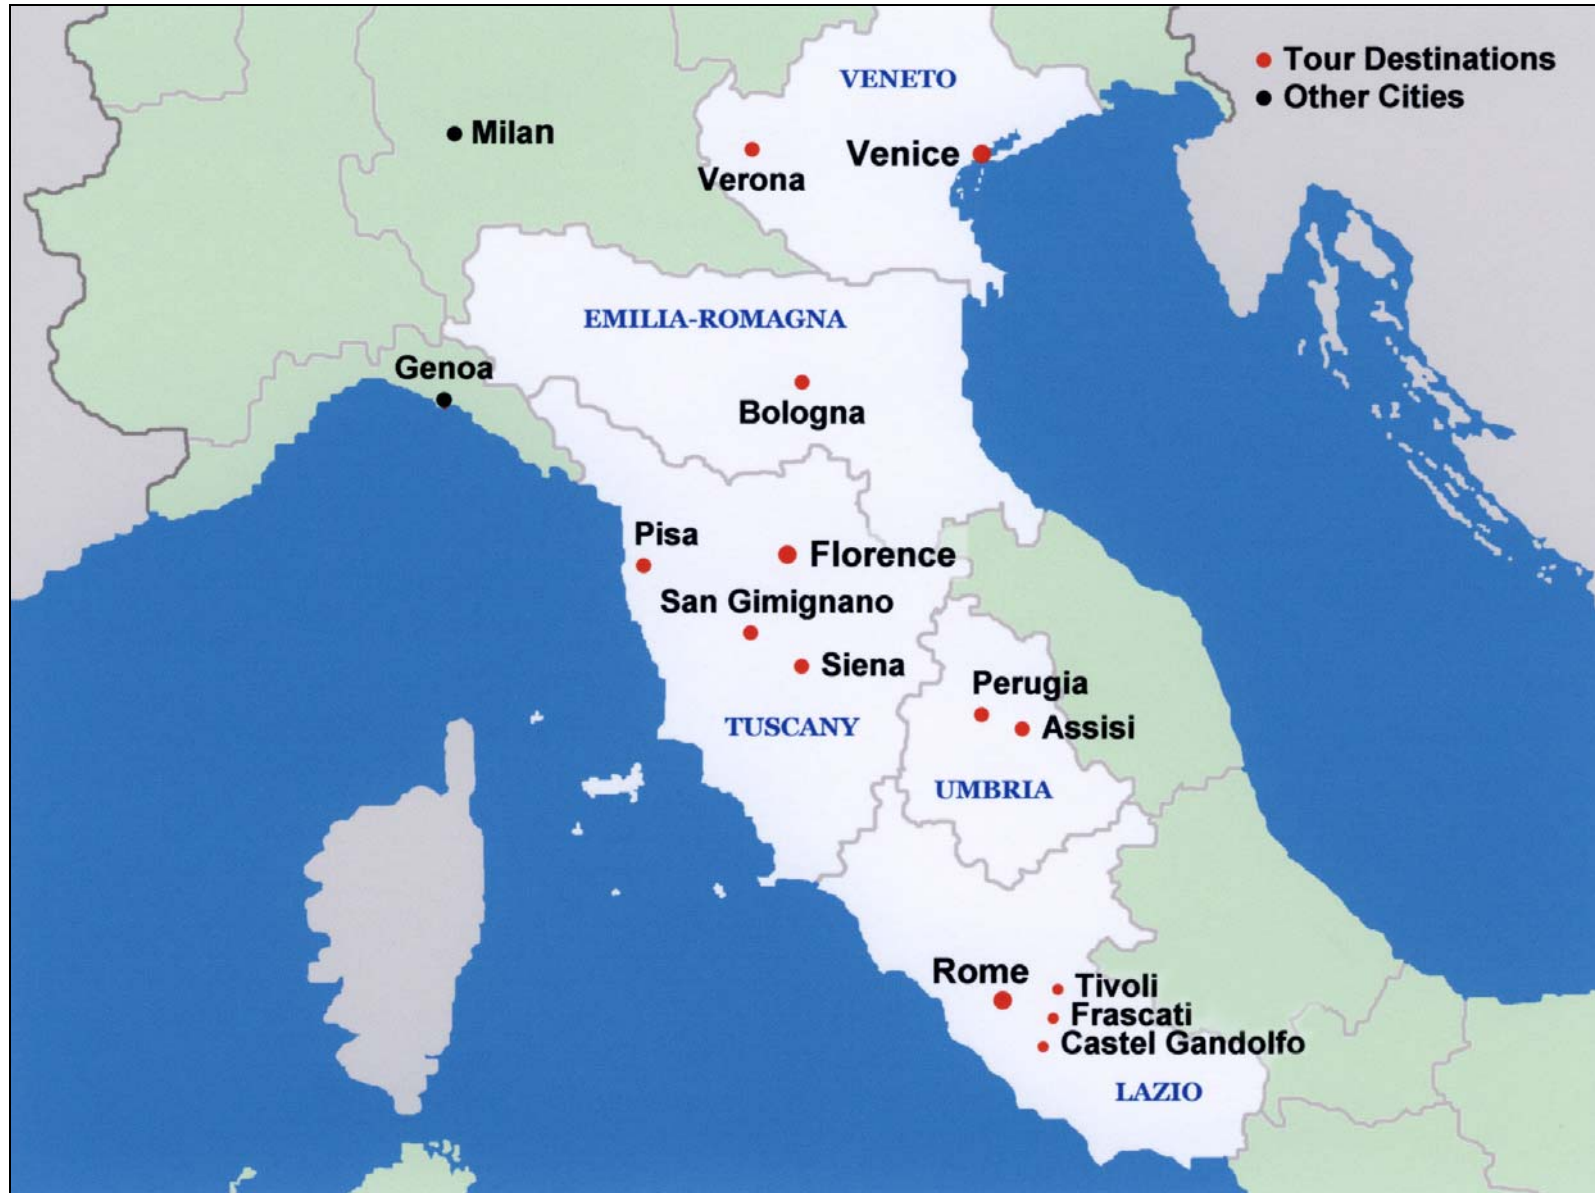 Tour Destinations
Other Cities
VENETO
Milan
Venice
Verona
EMILIA-ROMAGNA
Genoa
Bologna
Pisa
Florence
San Gimignano
Siena
Perugia
TUSCANY
Assisi
UMBRIA
Rome
Tivoli
Frascati
Castel Gandolfo
LAZIO